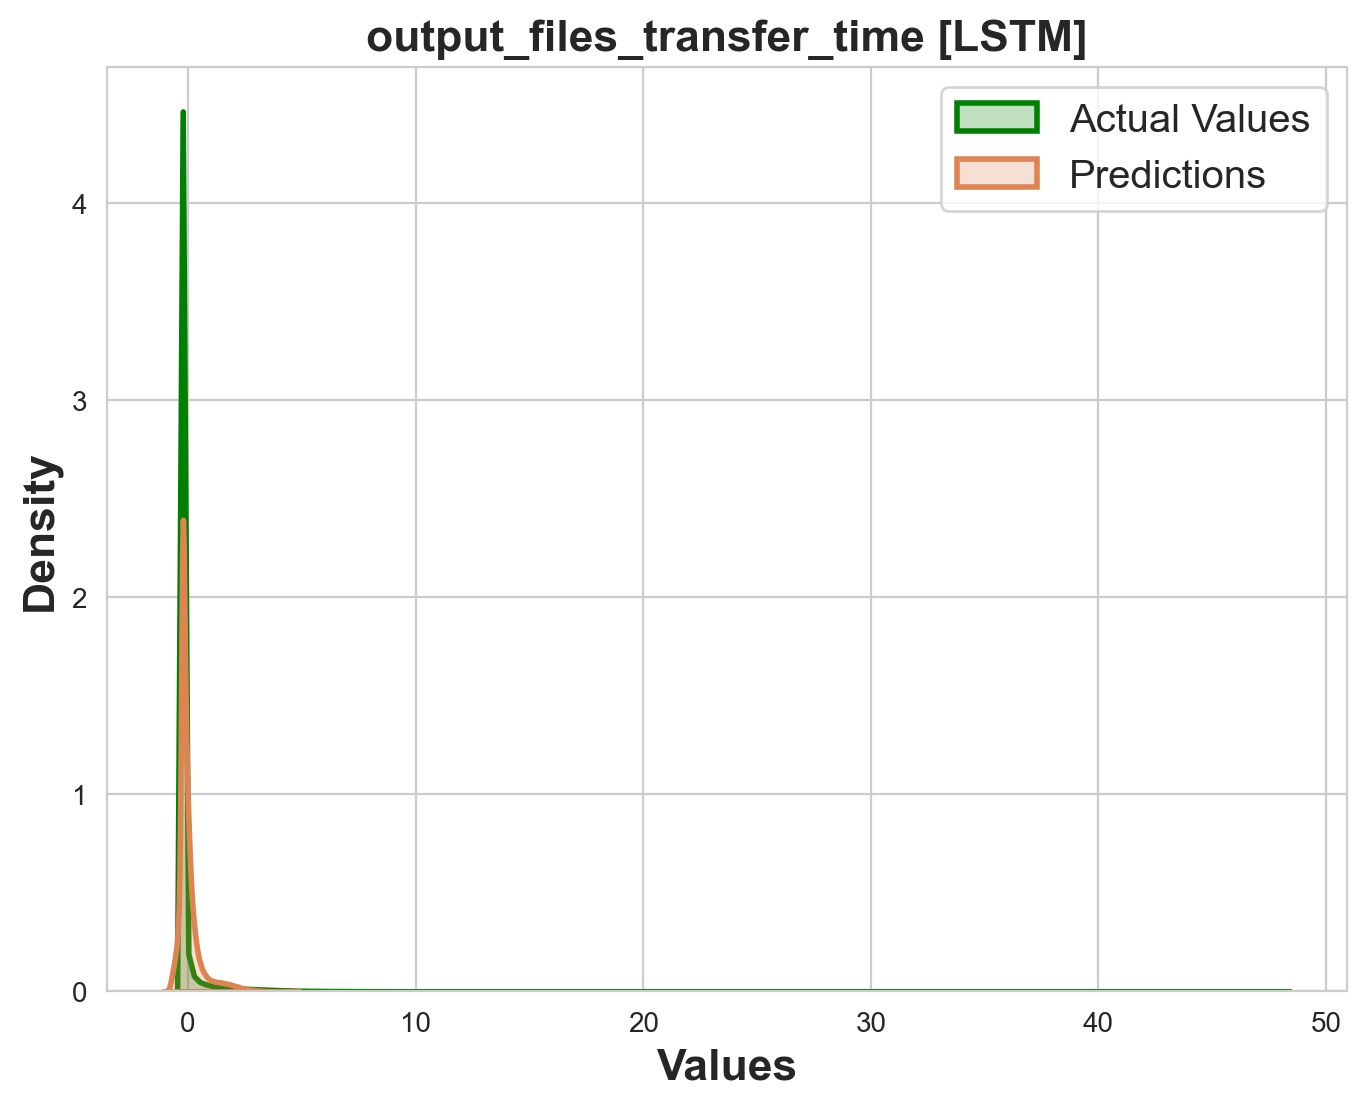 output_files_transfer_time [LSTM]
Actual Values
Predictions
Density
4
3
2
1
0
0 10 20 30 40 50
Values